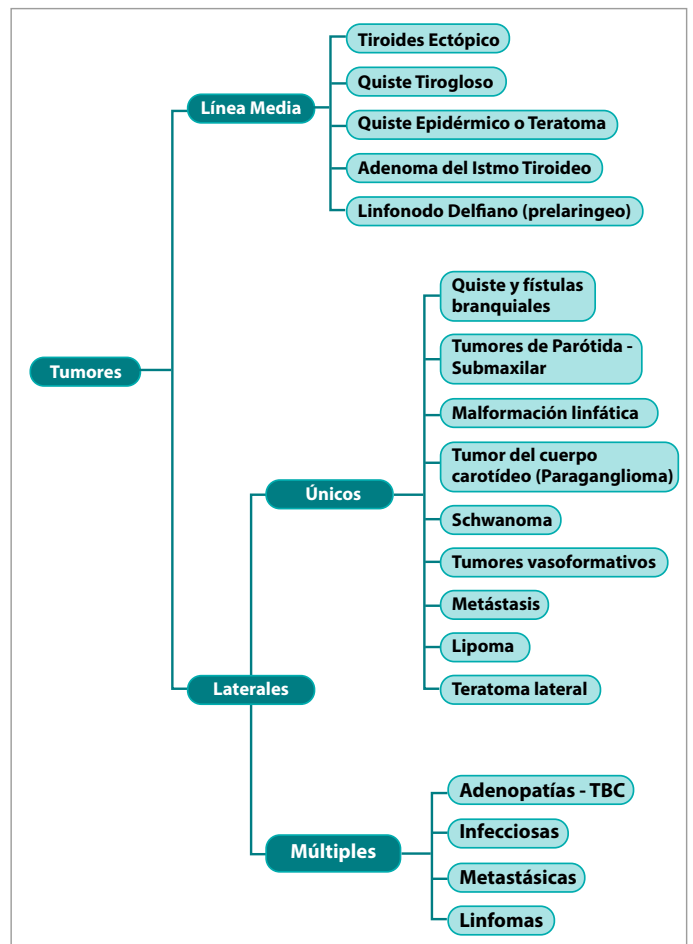 Tumores
Línea Media
Tiroides Ectópico
Quiste Tirogloso
Quiste Epidérmico o Teratoma
Adenoma del Istmo Tiroideo
Linfonodo Delfiano (prelaringeo)
Laterales
Únicos
Quiste y fístulas
branquiales
Tumores de Parótida -
Submaxilar
Malformación linfática
Tumor del cuerpo
carotídeo (Paraganglioma)
Schwanoma
Tumores vasoformativos
Metástasis
Lipoma
Teratoma lateral
Múltiples
Adenopatías - TBC
Infecciosas
Metastásicas
Linfomas